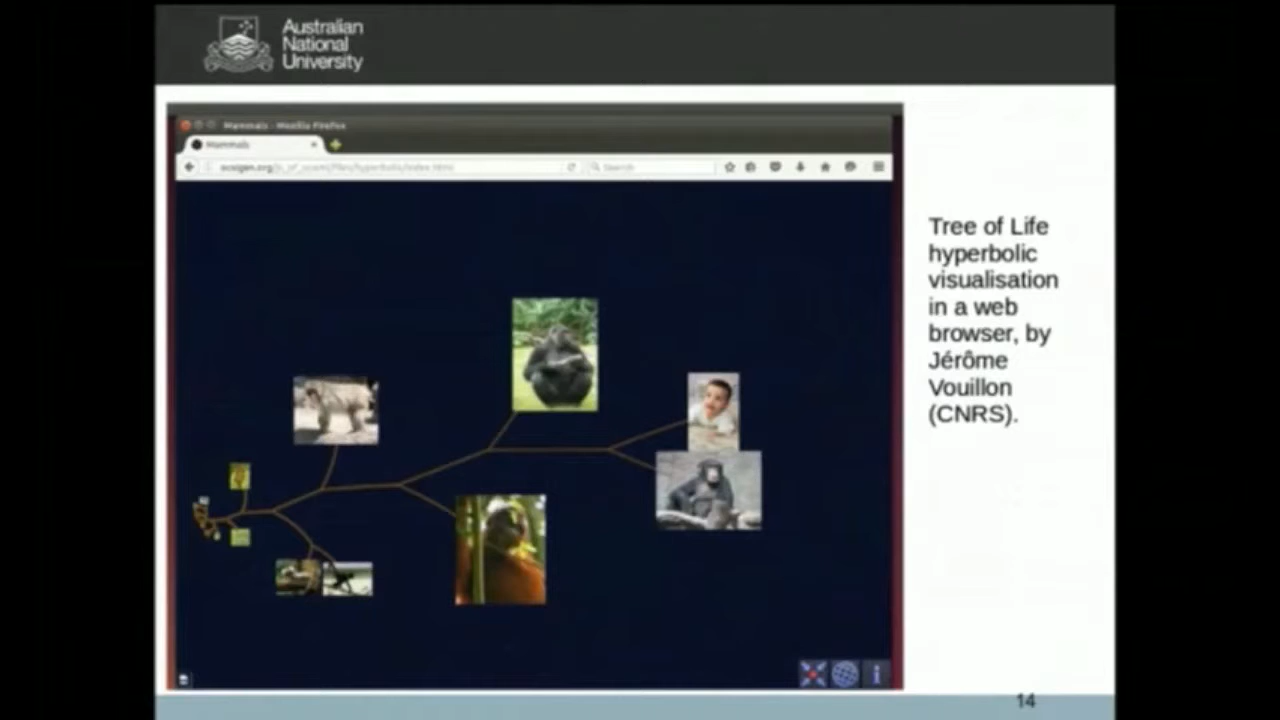 Australian
National
University
Mammals - Mozilla Firefox
Mammals
Search
Tree of Life
hyperbolic
visualisation
in a web
browser, by
Jérôme
Vouillon
(CNRS).
14